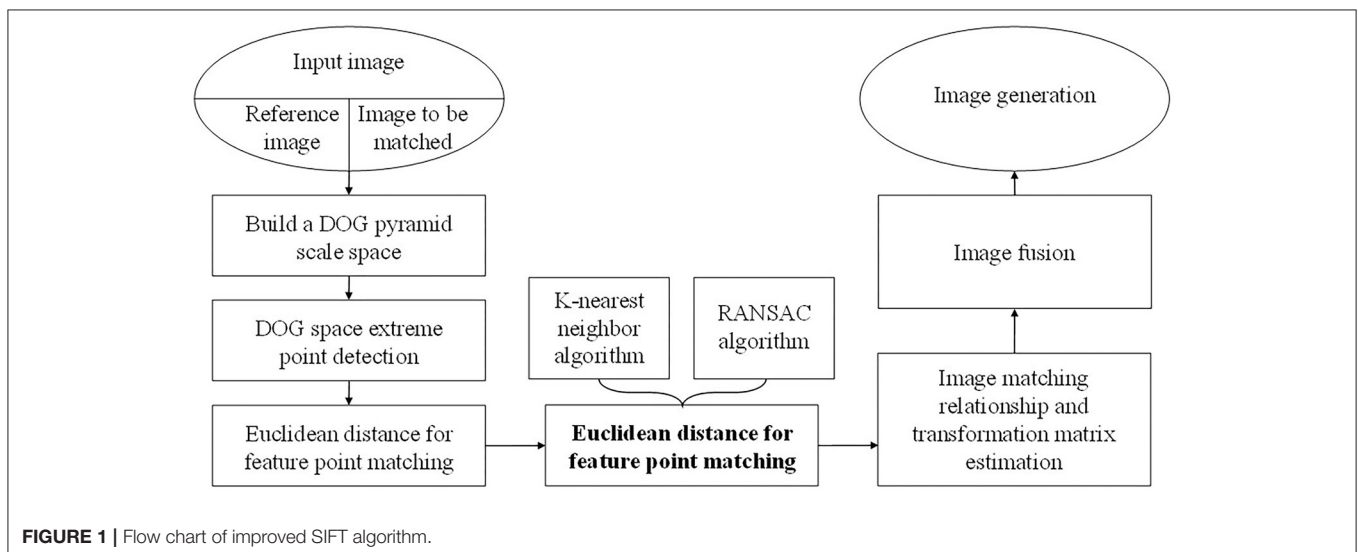 Input image
Reference
image
Image to be
matched
Build a DOG pyramid
scale space
DOG space extreme
point detection
Euclidean distance for
feature point matching
K-nearest
neighbor
algorithm
RANSAC
algorithm
Euclidean distance for
feature point matching
Image matching
relationship and
transformation matrix
estimation
Image fusion
Image generation
FIGURE 1 | Flow chart of improved SIFT algorithm.